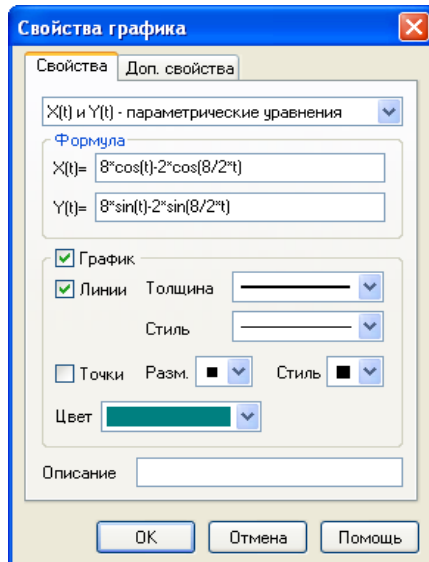 Свойства графика
Свойства Доп. свойства
X(t) и Y(t) - параметрические уравнения
Формула
X(t)= 8*cos(t)-2*cos(8/2*t)
Y(t)= 8*sin(t)-2*sin(8/2*t)
График
Линии Толщина
Стиль
Точки Разм. Стиль
Цвет
Описание
OK Отмена Помощь